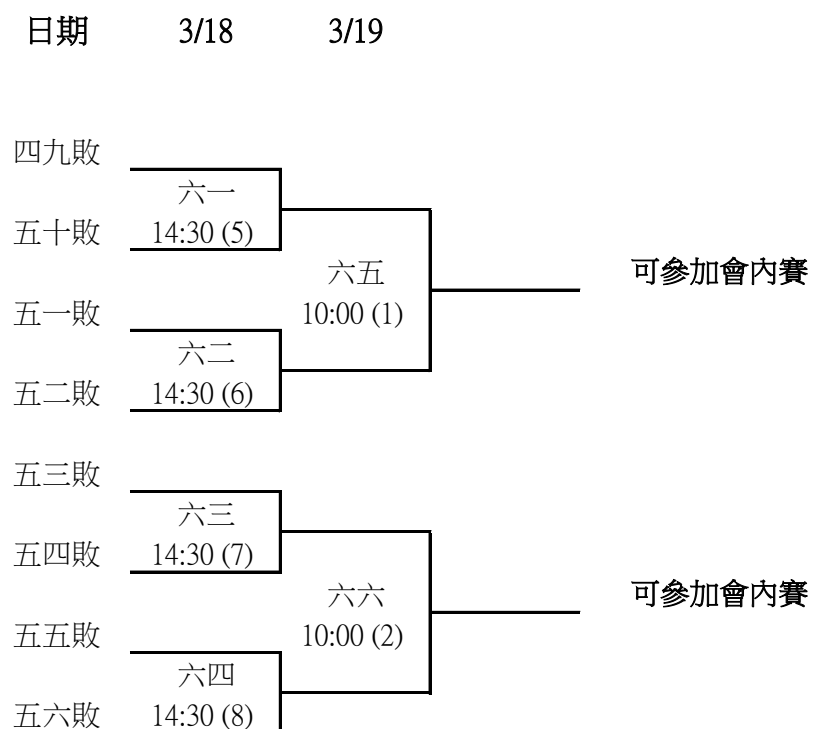 日期 3/18 3/19
四九敗
六一
五十敗 14:30 (5)
六五 可參加會內賽
五一敗 10:00 (1)
六二
五二敗 14:30 (6)
五三敗
六三
五四敗 14:30 (7)
六六 可參加會內賽
五五敗 10:00 (2)
六四
五六敗 14:30 (8)